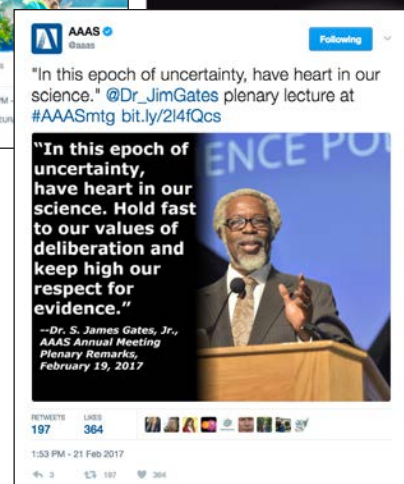 AAAS
@aaas
Following
"In this epoch of uncertainty, have heart in our
science." @Dr_JimGates plenary lecture at
#AAASmtg bit.ly/2l4fQcs
"In this epoch of
uncertainty,
have heart in our
science. Hold fast
to our values of
deliberation and
keep high our
respect for
evidence."
--Dr. S. James Gates, Jr.,
AAAS Annual Meeting
Plenary Remarks,
February 19, 2017
ENCE POL
RETWEETS LIKES
197 364
1:53 PM - 21 Feb 2017
3 197 364